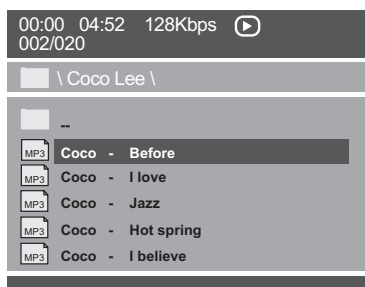 00:00 04:52 128Kbps
002/020
\ Coco Lee \
--
MP3 Coco - Before
MP3 Coco - I love
MP3 Coco - Jazz
MP3 Coco - Hot spring
MP3 Coco - I believe